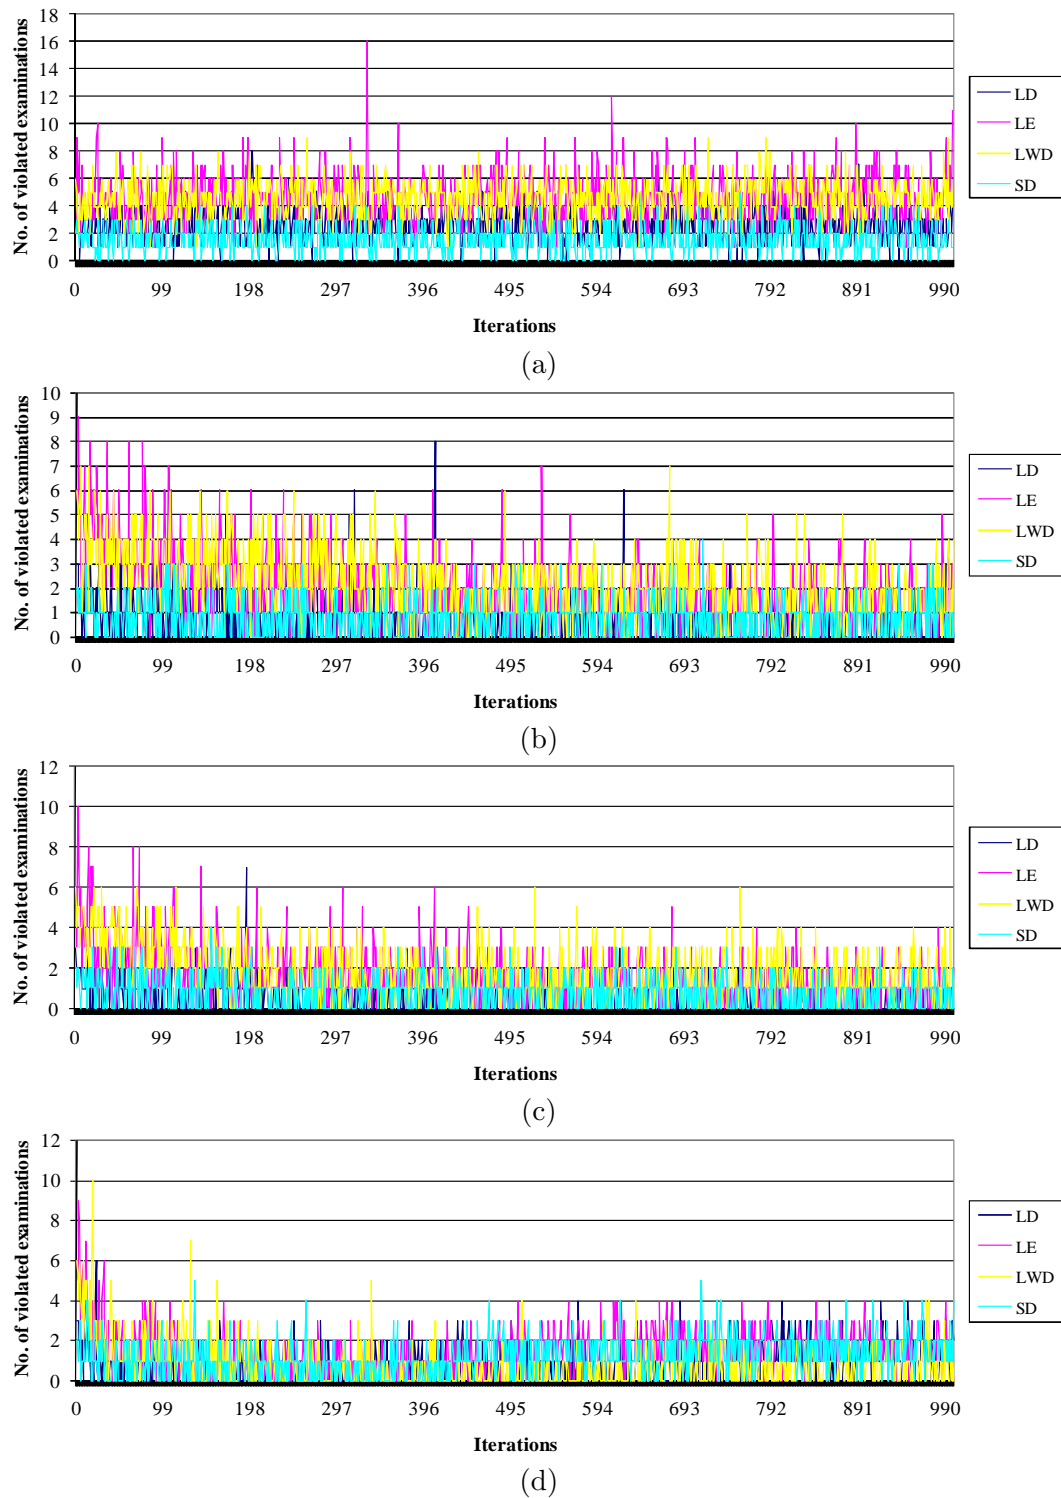 18
16
14
12
10
8
6
4
2
0
No. of violated examinations
0 99 198 297 396 495 594 693 792 891 990
Iterations
LD
LE
LWD
SD
(a)
10
9
8
7
6
5
4
3
2
1
0
No. of violated examinations
0 99 198 297 396 495 594 693 792 891 990
Iterations
LD
LE
LWD
SD
(b)
12
10
8
6
4
2
0
No. of violated examinations
0 99 198 297 396 495 594 693 792 891 990
Iterations
LD
LE
LWD
SD
(c)
12
10
8
6
4
2
0
No. of violated examinations
0 99 198 297 396 495 594 693 792 891 990
Iterations
LD
LE
LWD
SD
(d)